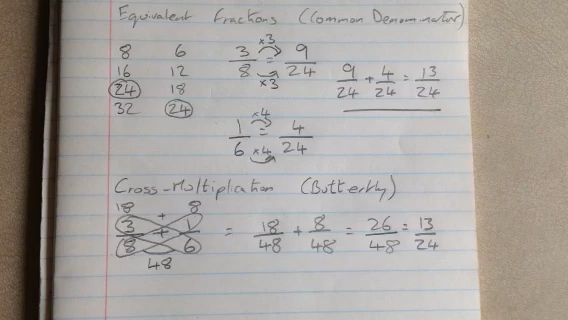 Equivalent Fractions (Common Denominator)
8 6
16 12
24 18
32 24
3/8 = 9/24
×3
×3
9/24 + 4/24 = 13/24
1/6 = 4/24
×4
×4
Cross-Multiplication (Butterfly)
18 + 8
3/8 + 1/6 = 18/48 + 8/48 = 26/48 = 13/24
48